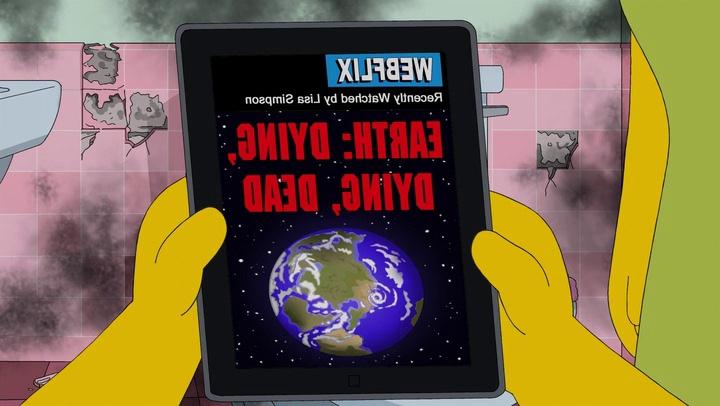 WEBFLIX
Recently Watched by Lisa Simpson
EARTH: DYING,
DYING, DEAD